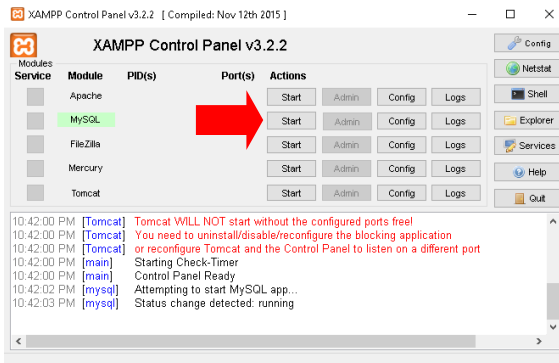 XAMPP Control Panel v3.2.2 [ Compiled: Nov 12th 2015 ]
XAMPP Control Panel v3.2.2
Config
Modules
Service Module PID(s) Port(s) Actions
Netstat
Apache Start Admin Config Logs
Shell
MySQL Start Admin Config Logs
Explorer
FileZilla Start Admin Config Logs
Services
Mercury Start Admin Config Logs
Help
Tomcat Start Admin Config Logs
Quit
10:42:00 PM [Tomcat] Tomcat WILL NOT start without the configured ports free!
10:42:00 PM [Tomcat] You need to uninstall/disable/reconfigure the blocking application
10:42:00 PM [Tomcat] or reconfigure Tomcat and the Control Panel to listen on a different port
10:42:00 PM [main] Starting Check-Timer
10:42:00 PM [main] Control Panel Ready
10:42:02 PM [mysql] Attempting to start MySQL app...
10:42:03 PM [mysql] Status change detected: running